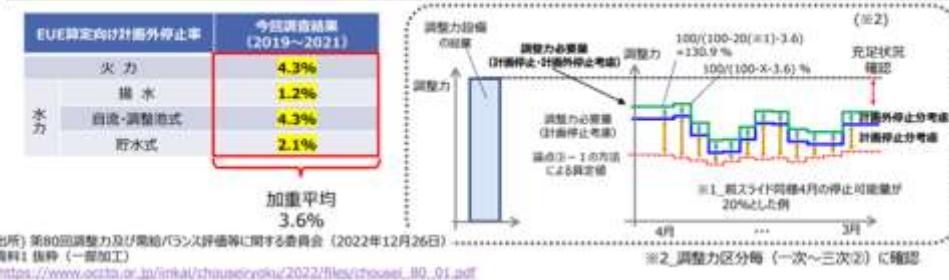 EUE算定向け計画外停止率
今回調査結果
(2019～2021)
火 力
4.3%
水力
揚 水
1.2%
自流・調整池式
4.3%
貯水式
2.1%
加重平均
3.6%
出所) 第80回調整力及び需給バランス評価等に関する委員会（2022年12月26日）
資料1 抜粋（一部加工）
https://www.occto.or.jp/iinkai/chouseiryoku/2022/files/chousei_80_01.pdf
調整力設備
の総量
調整力
調整力必要量
(計画停止・計画外停止考慮)
調整力
100/(100-20(※1)-3.6)
=130.9 %
100/(100-X-3.6) %
(※2)
充足状況
確認
計画外停止分考慮
計画停止分考慮
調整力必要量
(計画停止考慮)
論点③－1の方法
による算定値
※1_前スライド同様4月の停止可能量が
20%とした例
4月
…
3月
※2_調整力区分毎（一次～三次②）に確認